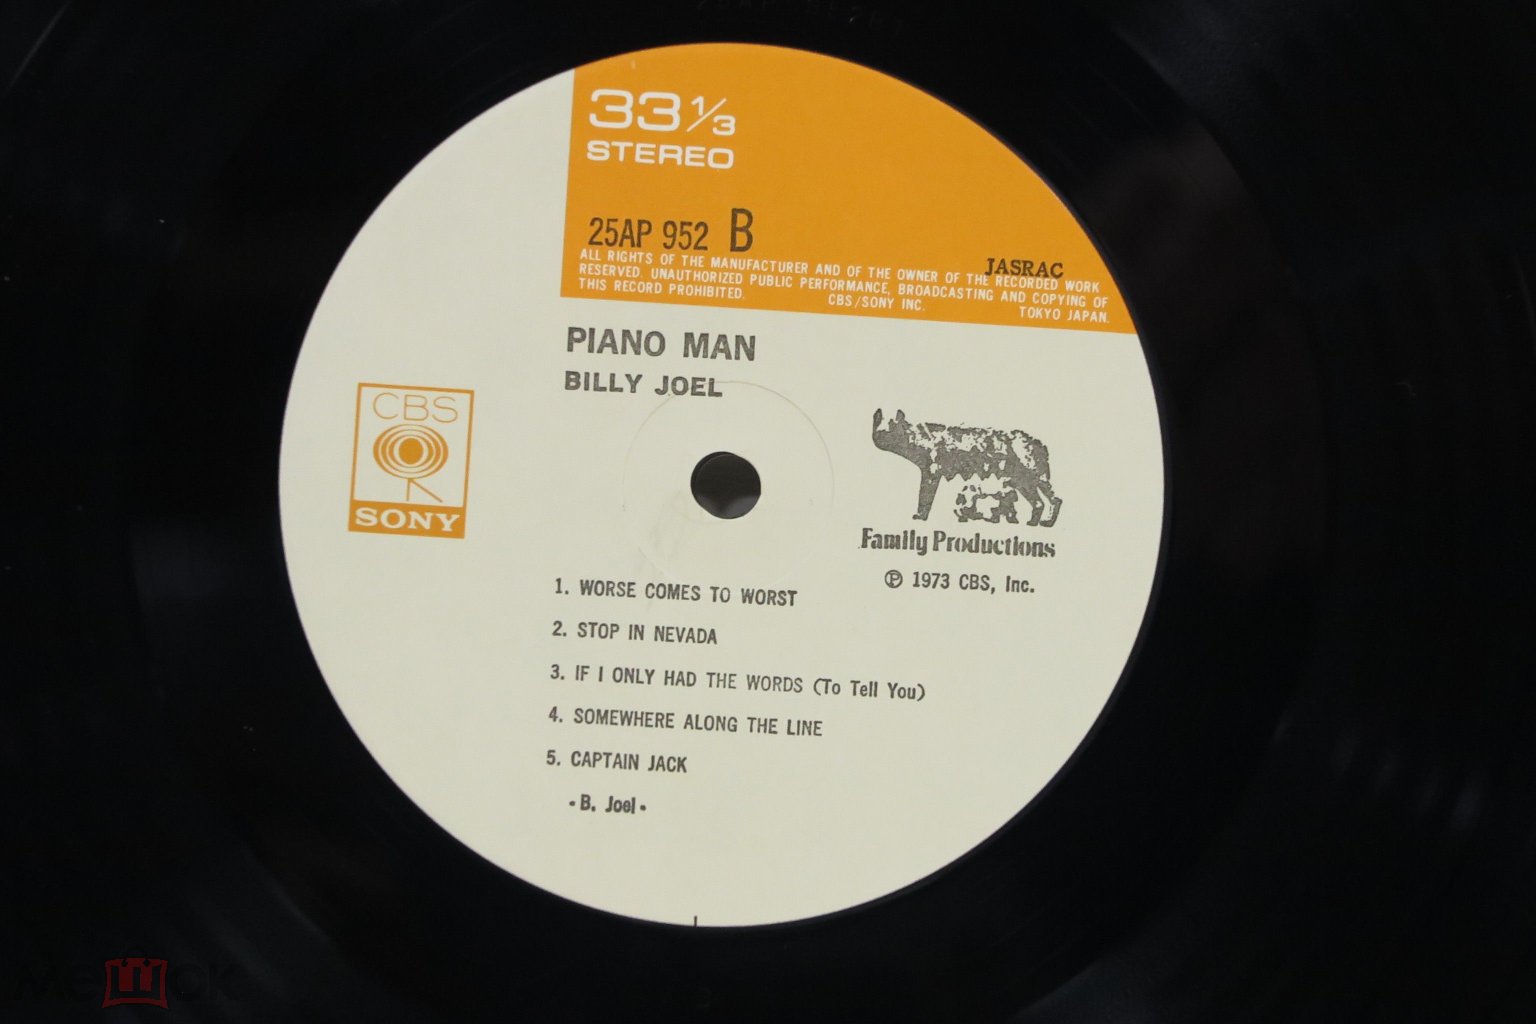 33 1/3
STEREO
25AP 952 B
JASRAC
ALL RIGHTS OF THE MANUFACTURER AND OF THE OWNER OF THE RECORDED WORK
RESERVED. UNAUTHORIZED PUBLIC PERFORMANCE, BROADCASTING AND COPYING OF
THIS RECORD PROHIBITED. CBS/SONY INC. TOKYO JAPAN.
PIANO MAN
BILLY JOEL
CBS
SONY
Family Productions
℗ 1973 CBS, Inc.
1. WORSE COMES TO WORST
2. STOP IN NEVADA
3. IF I ONLY HAD THE WORDS (To Tell You)
4. SOMEWHERE ALONG THE LINE
5. CAPTAIN JACK
•B. Joel•